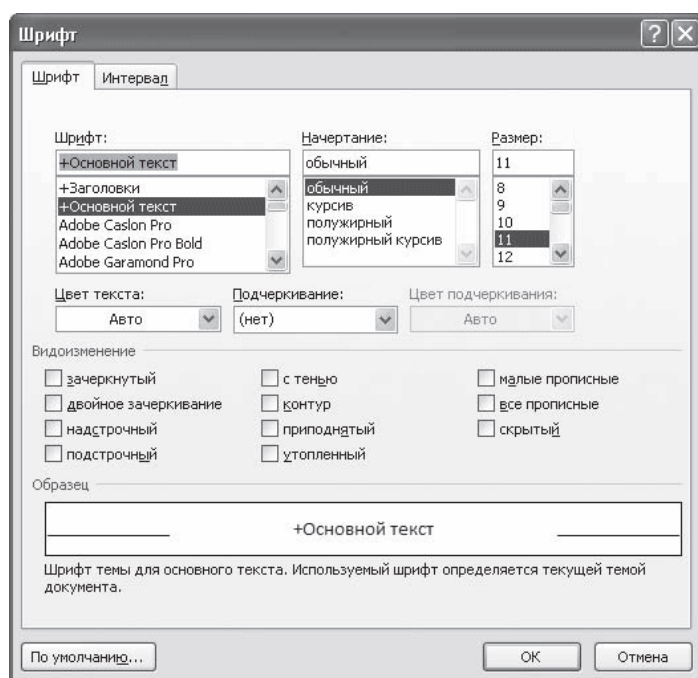 Шрифт
Шрифт Интервал
Шрифт: Начертание: Размер:
+Основной текст обычный 11
+Заголовки обычный 8
+Основной текст курсив 9
Adobe Caslon Pro полужирный 10
Adobe Caslon Pro Bold полужирный курсив 11
Adobe Garamond Pro 12
Цвет текста: Подчеркивание: Цвет подчеркивания:
Авто (нет) Авто
Видоизменение
зачеркнутый с тенью малые прописные
двойное зачеркивание контур все прописные
надстрочный приподнятый скрытый
подстрочный утопленный
Образец
+Основной текст
Шрифт темы для основного текста. Используемый шрифт определяется текущей темой
документа.
По умолчанию... ОК Отмена